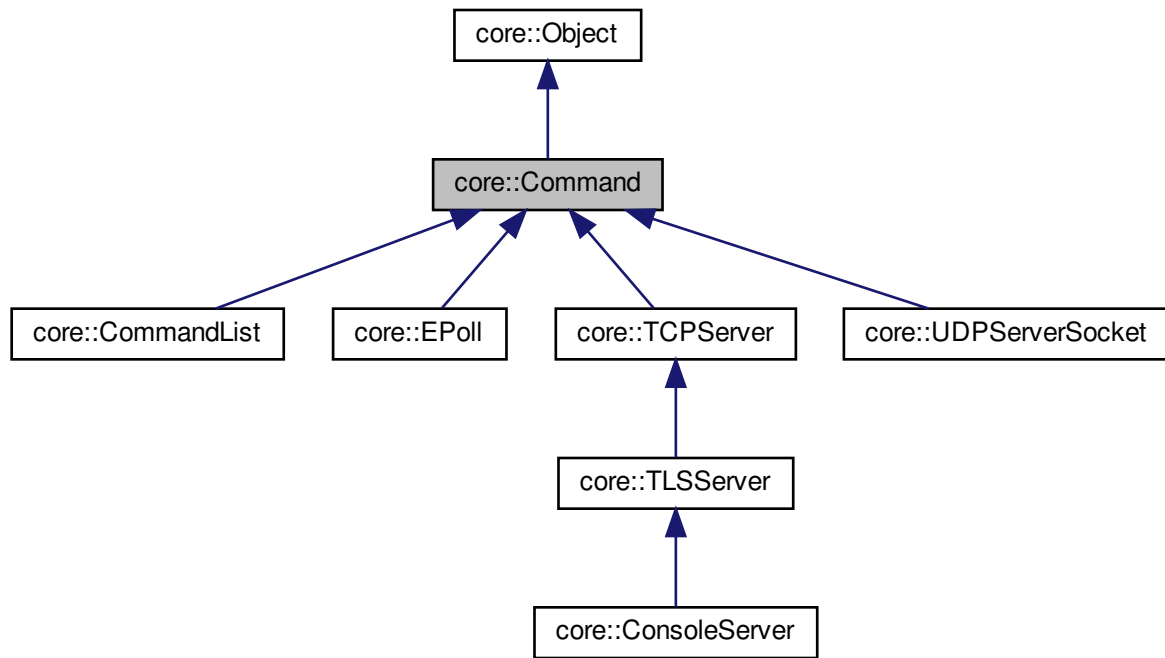 core::Object
core::Command
core::CommandList
core::EPoll
core::TCPServer
core::UDPServerSocket
core::TLSServer
core::ConsoleServer